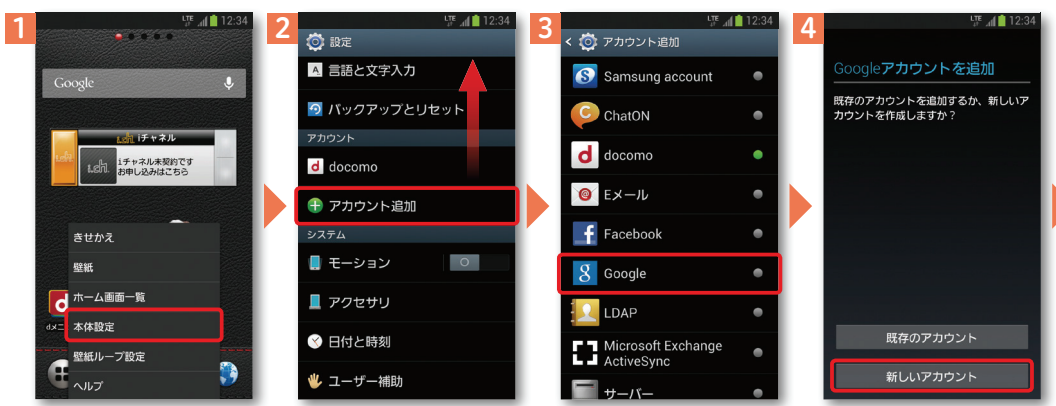 1
LTE 12:34
Google
i.ch. iチャネル
i.ch.
i.ch.
iチャネル未契約です
お申し込みはこちら
きせかえ
壁紙
ホーム画面一覧
dメニ
本体設定
壁紙ループ設定
ヘルプ
2
LTE 12:34
設定
A 言語と文字入力
バックアップとリセット
アカウント
d docomo
アカウント追加
システム
モーション
アクセサリ
日付と時刻
ユーザー補助
3
LTE 12:34
< アカウント追加
Samsung account
ChatON
d docomo
Eメール
f Facebook
g Google
LDAP
Microsoft Exchange
ActiveSync
サーバー
4
LTE 12:34
Googleアカウントを追加
既存のアカウントを追加するか、新しいア
カウントを作成しますか？
既存のアカウント
新しいアカウント